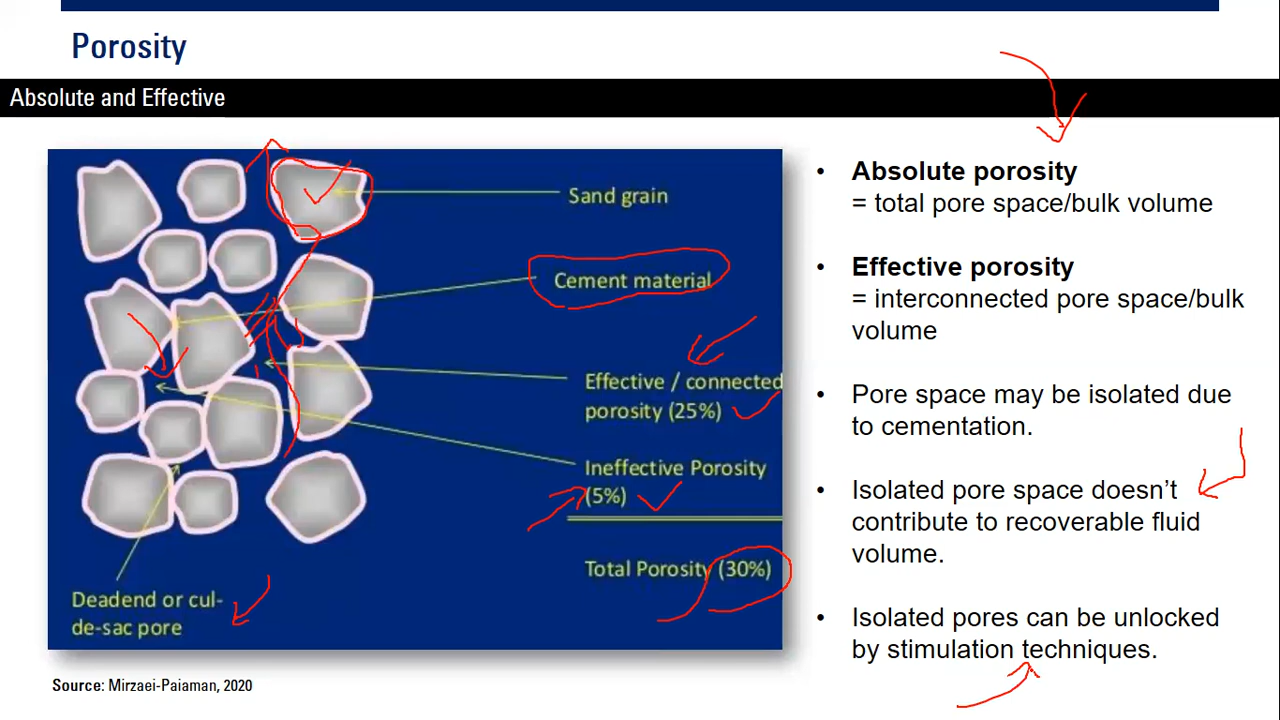 Porosity
Absolute and Effective
Sand grain
Cement material
Effective / connected
porosity (25%)
Ineffective Porosity
(5%)
Total Porosity (30%)
Deadend or cul-
de-sac pore
Source: Mirzaei-Paiaman, 2020
• Absolute porosity
= total pore space/bulk volume
• Effective porosity
= interconnected pore space/bulk
volume
• Pore space may be isolated due
to cementation.
• Isolated pore space doesn’t
contribute to recoverable fluid
volume.
• Isolated pores can be unlocked
by stimulation techniques.